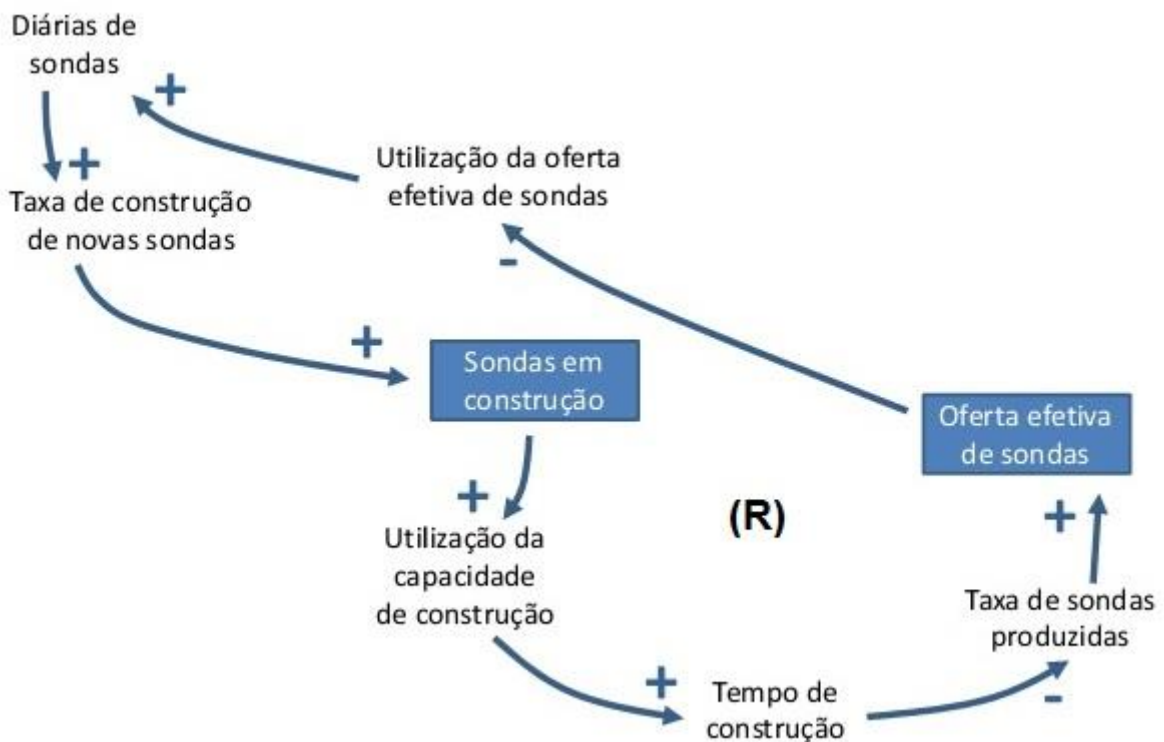 Diárias de
sondas
+
+
Utilização da oferta
efetiva de sondas
Taxa de construção
de novas sondas
-
+
Sondas em
construção
Oferta efetiva
de sondas
+
(R)
+
Utilização da
capacidade
de construção
Taxa de sondas
produzidas
+
Tempo de
construção
-